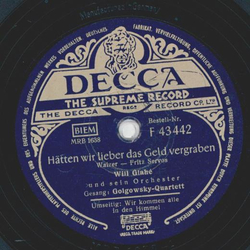 DECCA
THE SUPREME RECORD
REGD
THE DECCA
RECORD CO. LTD.
BIEM
MRB 1658
Bestell-Nr.
F 43442
Hätten wir lieber das Geld vergraben
Walzer — Fritz Servos
Will Glahé
und sein Orchester
Gesang: Golgowsky-Quartett
Umseitig: Wir kommen alle
in den Himmel
DECCA